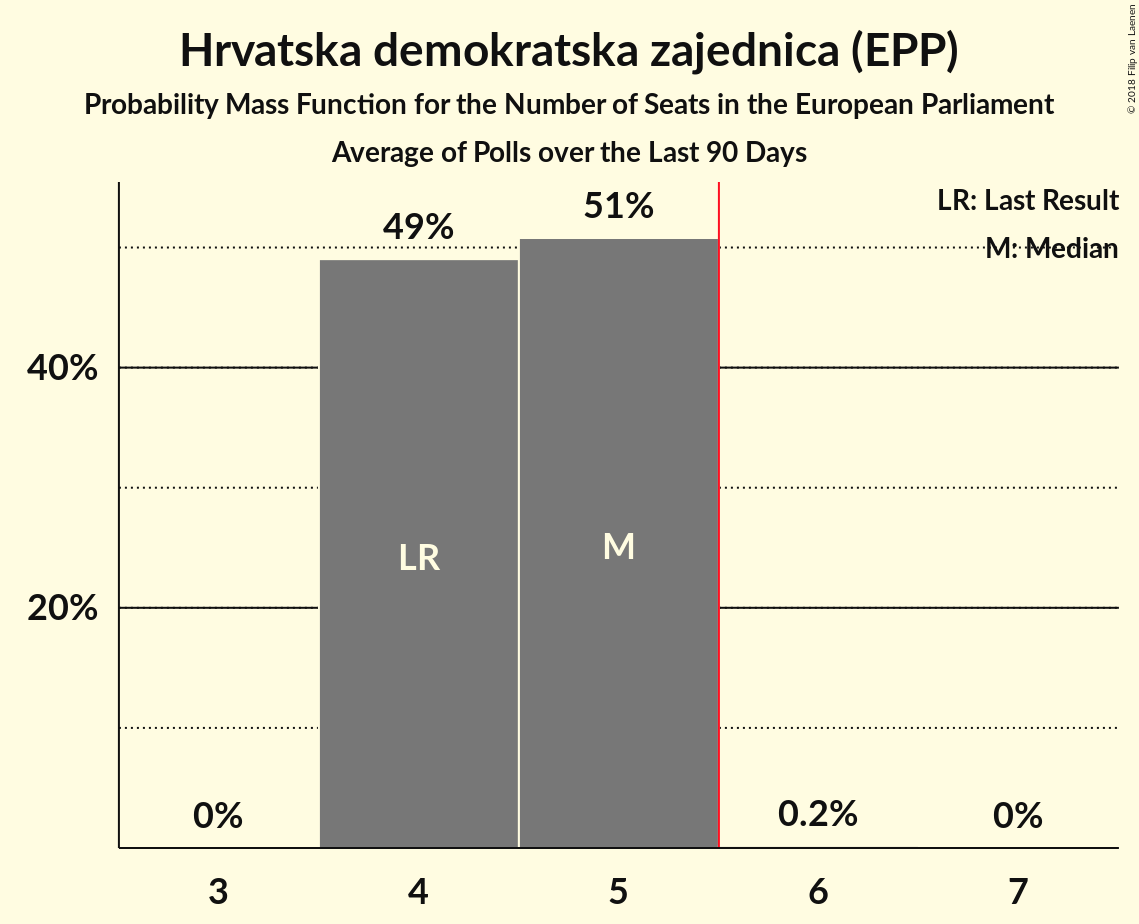 Hrvatska demokratska zajednica (EPP)
Probability Mass Function for the Number of Seats in the European Parliament
Average of Polls over the Last 90 Days
© 2018 Filip van Laenen
LR: Last Result
M: Median
49%
51%
40%
20%
LR
M
0%
0.2%
0%
3
4
5
6
7